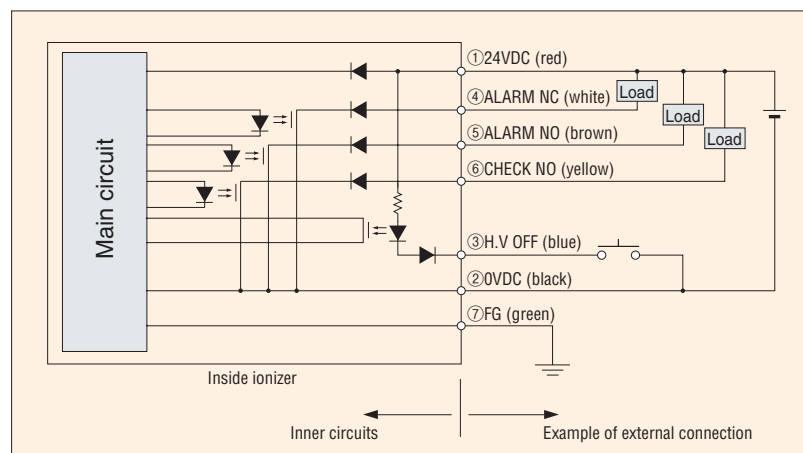 ①24VDC (red)
④ALARM NC (white)
Load
Load
⑤ALARM NO (brown)
Load
⑥CHECK NO (yellow)
Main circuit
③H.V OFF (blue)
②0VDC (black)
⑦FG (green)
Inside ionizer
Inner circuits
Example of external connection